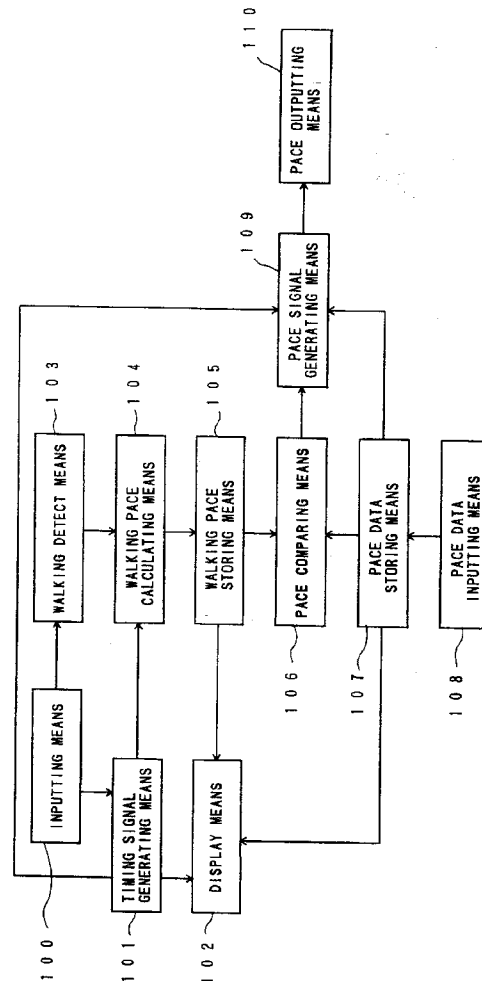 100
INPUTTING MEANS
101
TIMING SIGNAL
GENERATING MEANS
102
DISPLAY MEANS
103
WALKING DETECT MEANS
104
WALKING PACE
CALCULATING MEANS
105
WALKING PACE
STORING MEANS
106
PACE COMPARING MEANS
107
PACE DATA
STORING MEANS
108
PACE DATA
INPUTTING MEANS
109
PACE SIGNAL
GENERATING MEANS
110
PACE OUTPUTTING
MEANS